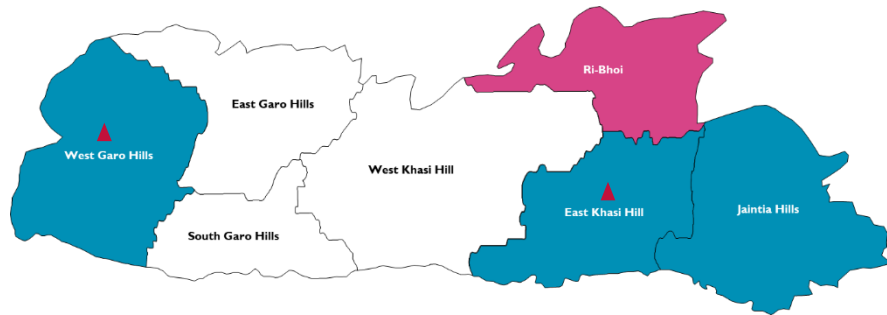 Ri-Bhoi
East Garo Hills
West Garo Hills
West Khasi Hill
East Khasi Hill
Jaintia Hills
South Garo Hills